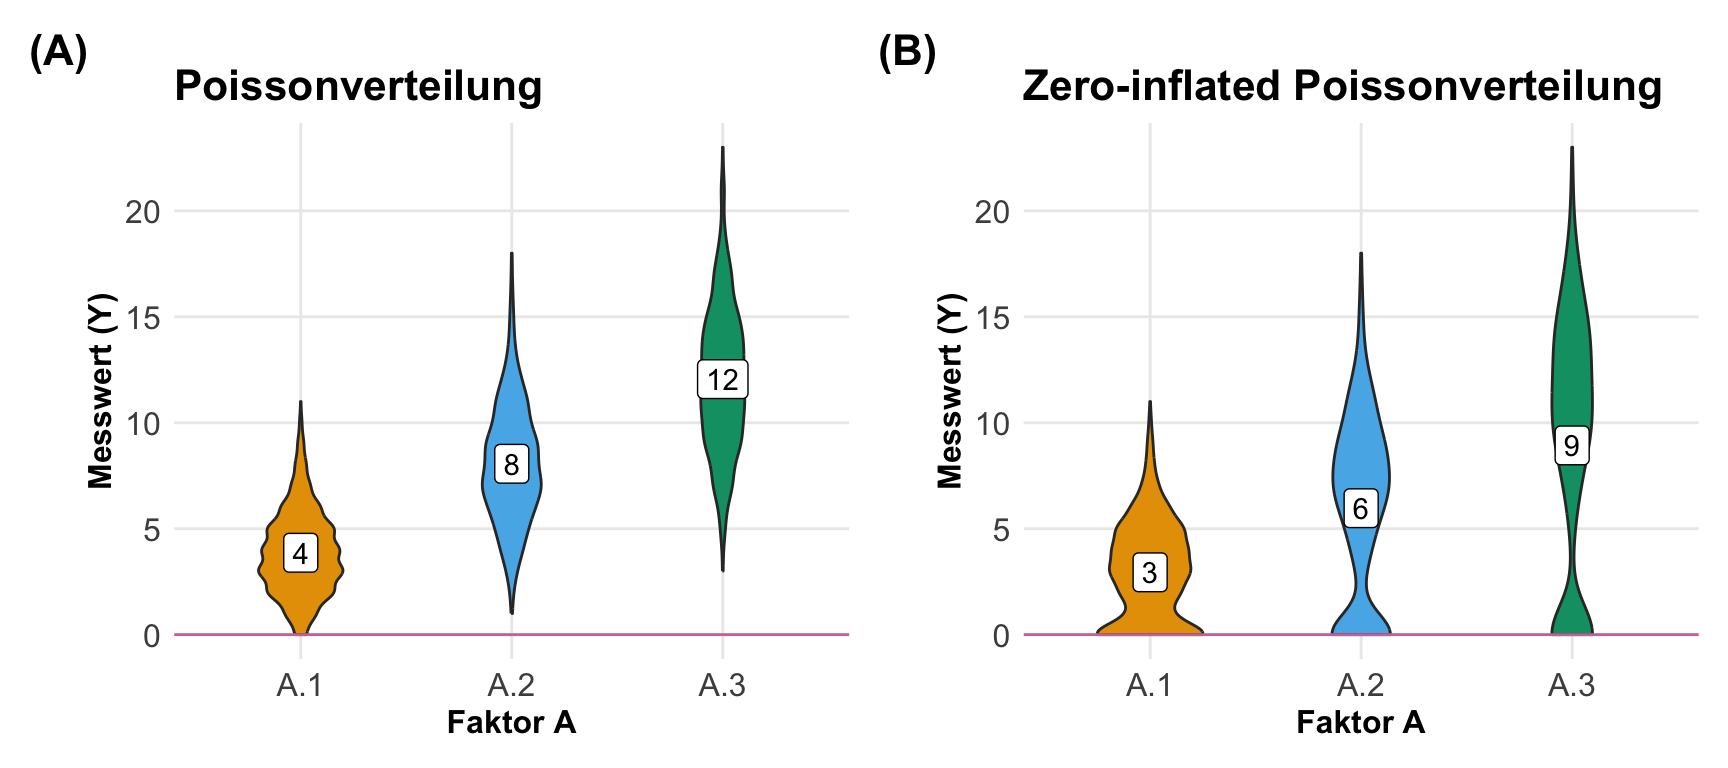 (A)
Poissonverteilung
Messwert (Y)
20
15
10
5
0
12
8
4
A.1 A.2 A.3
Faktor A
(B)
Zero-inflated Poissonverteilung
Messwert (Y)
20
15
10
5
0
9
6
3
A.1 A.2 A.3
Faktor A